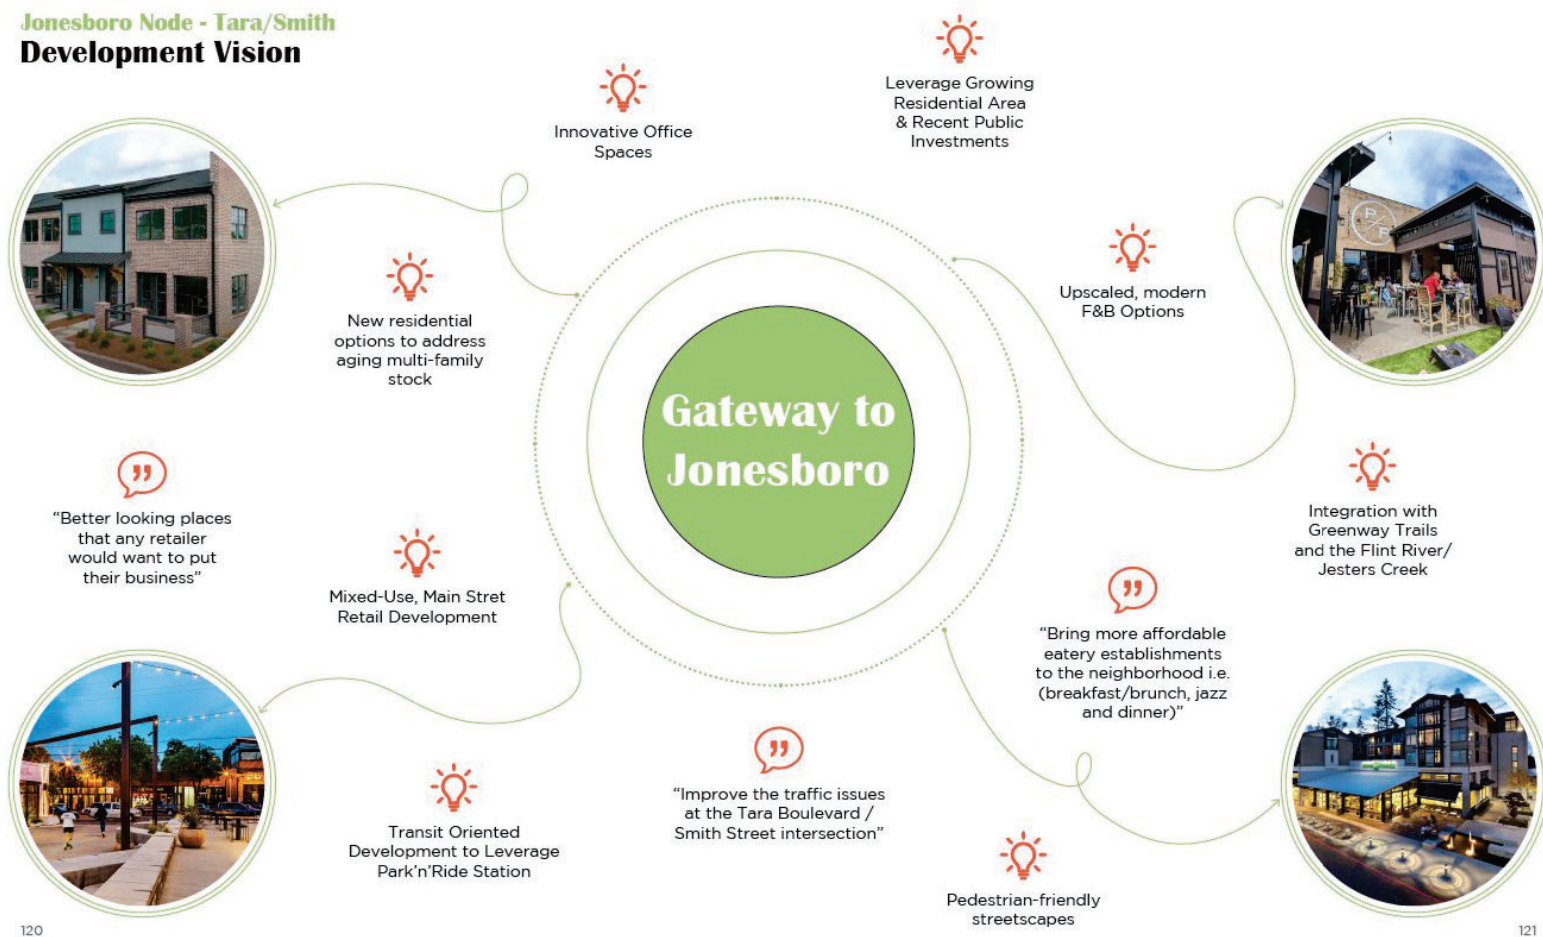 Jonesboro Node - Tara/Smith
Development Vision
Innovative Office
Spaces
Leverage Growing
Residential Area
& Recent Public
Investments
New residential
options to address
aging multi-family
stock
Upscaled, modern
F&B Options
P
F
Gateway to
Jonesboro
"Better looking places
that any retailer
would want to put
their business"
Integration with
Greenway Trails
and the Flint River/
Jesters Creek
Mixed-Use, Main Stret
Retail Development
"Bring more affordable
eatery establishments
to the neighborhood i.e.
(breakfast/brunch, jazz
and dinner)"
Transit Oriented
Development to Leverage
Park'n'Ride Station
"Improve the traffic issues
at the Tara Boulevard /
Smith Street intersection"
Pedestrian-friendly
streetscapes
120
121